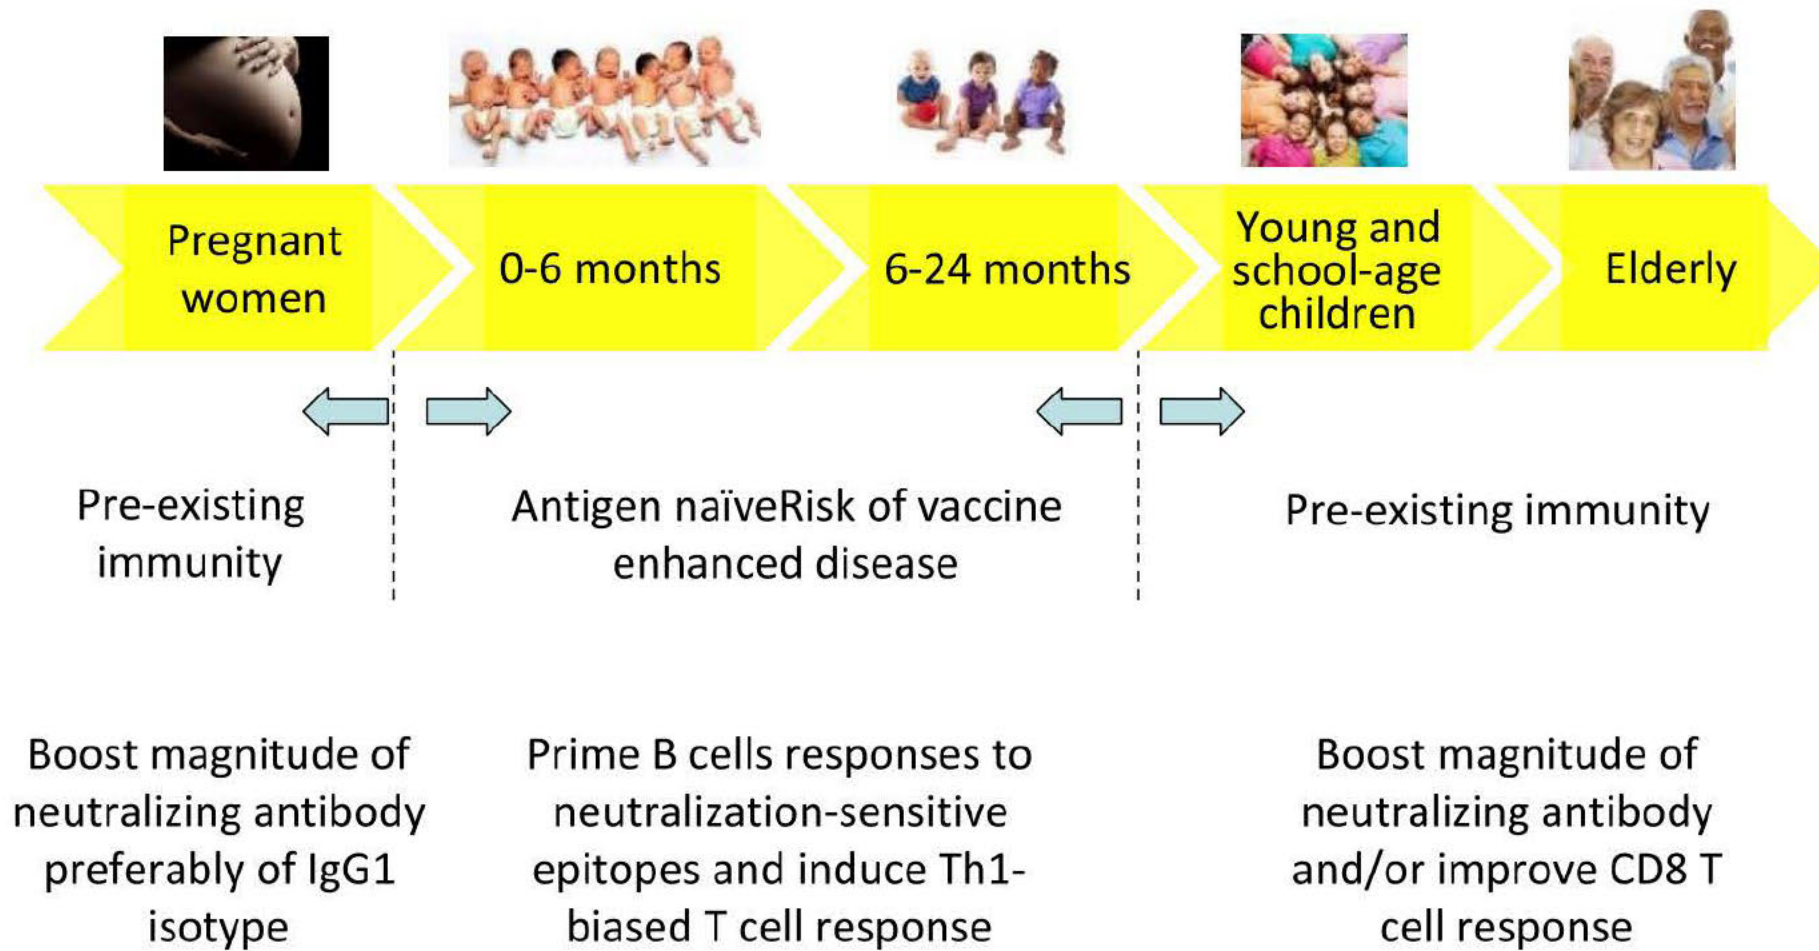 Pregnant
women
0-6 months
6-24 months
Young and
school-age
children
Elderly
Pre-existing
immunity
Antigen naïveRisk of vaccine
enhanced disease
Pre-existing immunity
Boost magnitude of
neutralizing antibody
preferably of IgG1
isotype
Prime B cells responses to
neutralization-sensitive
epitopes and induce Th1-
biased T cell response
Boost magnitude of
neutralizing antibody
and/or improve CD8 T
cell response